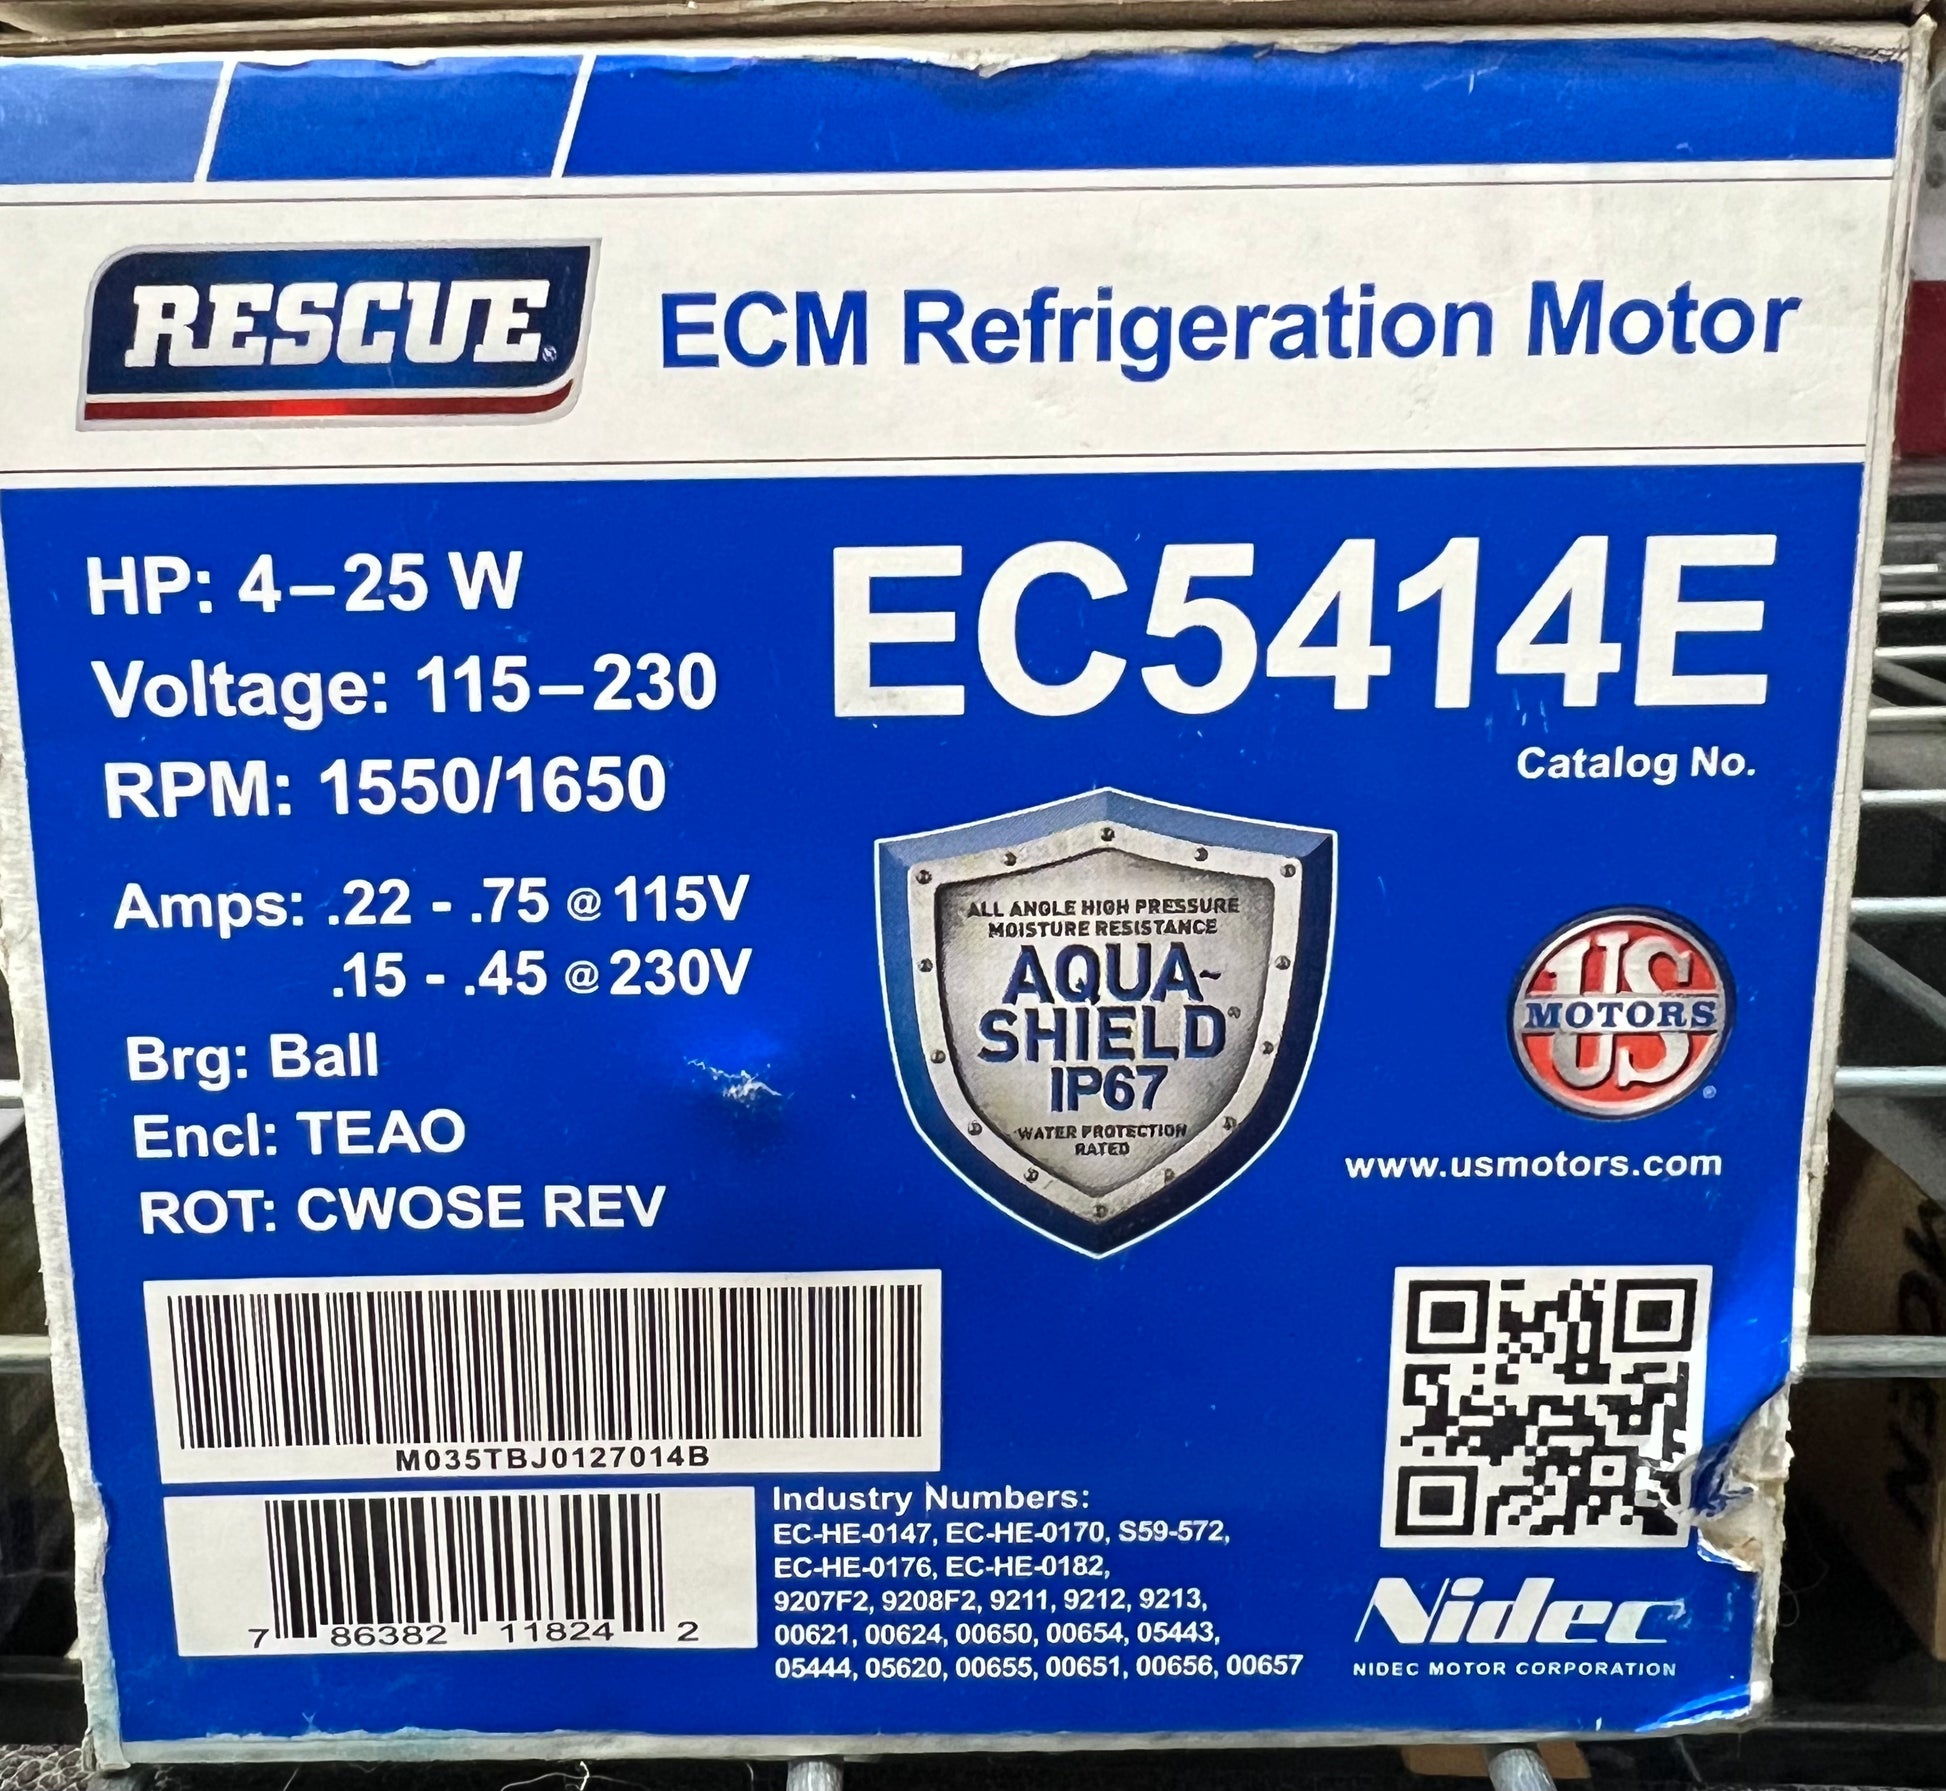 RESCUE®
ECM Refrigeration Motor
HP: 4–25 W
Voltage: 115–230
RPM: 1550/1650
Amps: .22 - .75 @ 115V
.15 - .45 @ 230V
Brg: Ball
Encl: TEAO
ROT: CWOSE REV
EC5414E
Catalog No.
ALL ANGLE HIGH PRESSURE
MOISTURE RESISTANCE
AQUA-
SHIELD®
IP67
WATER PROTECTION
RATED
US
MOTORS
®
www.usmotors.com
M035TBJ0127014B
7 86382 11824 2
Industry Numbers:
EC-HE-0147, EC-HE-0170, S59-572,
EC-HE-0176, EC-HE-0182,
9207F2, 9208F2, 9211, 9212, 9213,
00621, 00624, 00650, 00654, 05443,
05444, 05620, 00655, 00651, 00656, 00657
Nidec
NIDEC MOTOR CORPORATION